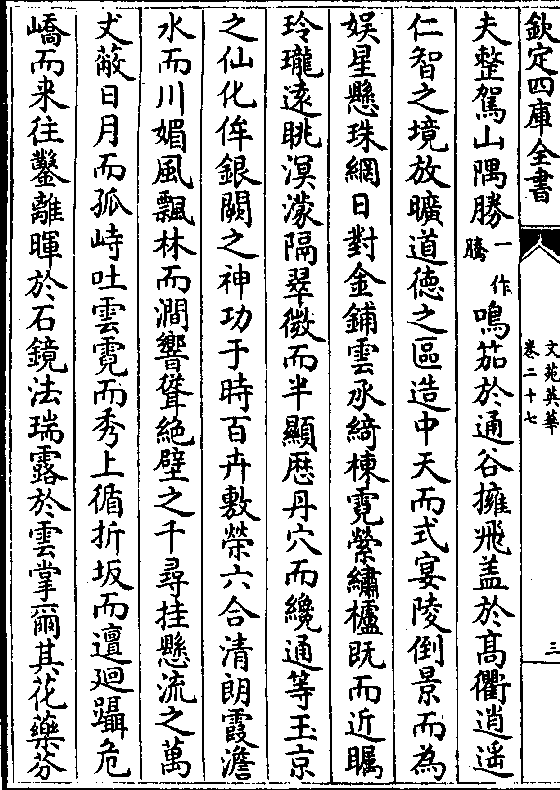 欽定四庫全書
文苑英華
卷二十七
三
夫整駕山隅勝一作騰鳴笳於通谷擁飛盖於髙衢逍遥
仁智之境放曠道德之區造中天而式宴陵倒景而為
娱星懸珠網日對金鋪雲承綺棟霓縈繡櫨既而近矚
玲瓏逺眺溟濛隔翠微而半顯厯丹穴而纔通等玉京
之仙化侔銀闕之神功于時百卉敷榮六合清朗霞澹
水而川媚風飄林而澗響聳絶壁之千尋挂懸流之萬
丈蔽日月而孤峙吐雲霓而秀上循折坂而邅迴躡危
嶠而来往鑿離暉於石鏡法瑞露於雲掌爾其花藥芬